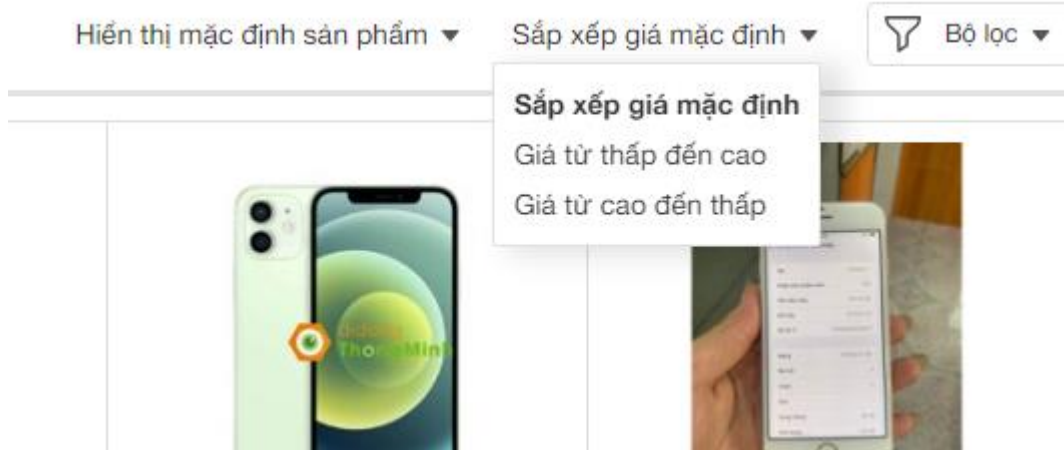 Hiển thị mặc định sản phẩm ▼
Sắp xếp giá mặc định ▼
Bộ lọc ▼
Sắp xếp giá mặc định
Giá từ thấp đến cao
Giá từ cao đến thấp